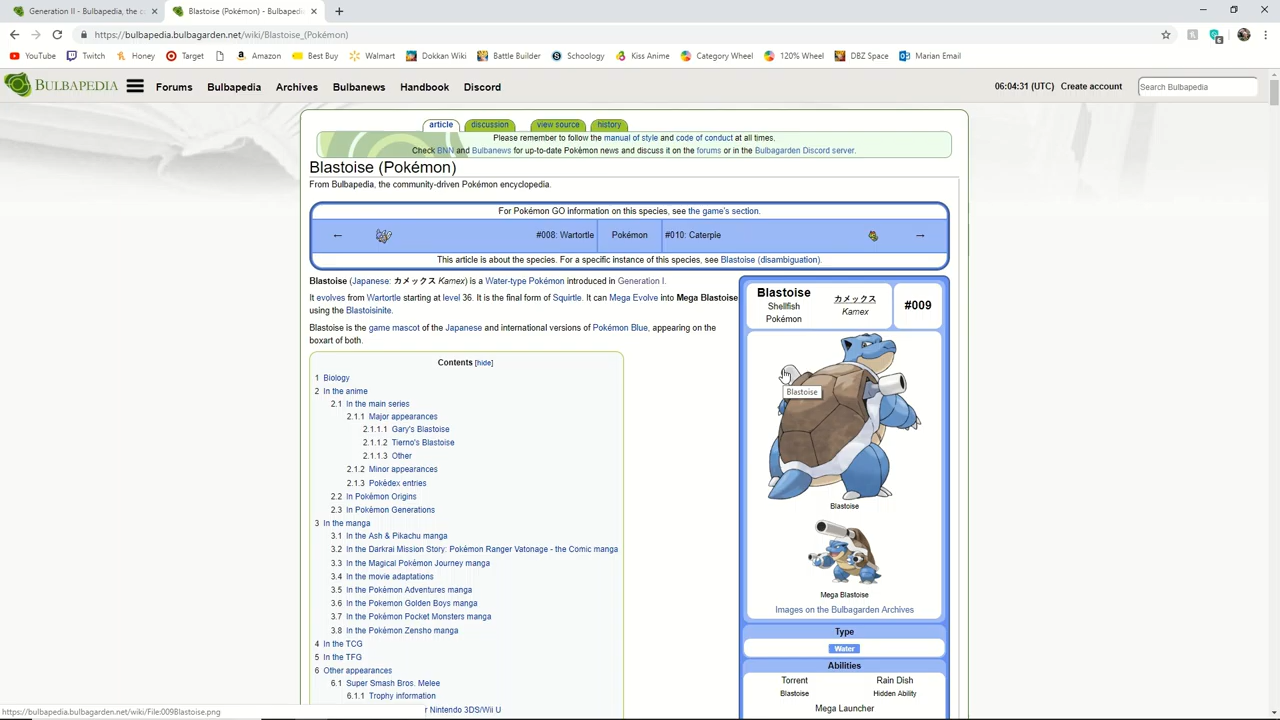 Generation II - Bulbapedia, the c
Blastoise (Pokémon) - Bulbapedi
https://bulbapedia.bulbagarden.net/wiki/Blastoise_(Pokémon)
YouTube Twitch Honey Target Amazon Best Buy Walmart Dokkan Wiki Battle Builder Schoology Kiss Anime Category Wheel 120% Wheel DBZ Space Marian Email
BULBAPEDIA Forums Bulbapedia Archives Bulbanews Handbook Discord 06:04:31 (UTC) Create account Search Bulbapedia
article discussion view source history
Please remember to follow the manual of style and code of conduct at all times.
Check BNN and Bulbanews for up-to-date Pokémon news and discuss it on the forums or in the Bulbagarden Discord server.
Blastoise (Pokémon)
From Bulbapedia, the community-driven Pokémon encyclopedia.
For Pokémon GO information on this species, see the game's section.
← #008: Wartortle Pokémon #010: Caterpie →
This article is about the species. For a specific instance of this species, see Blastoise (disambiguation).
Blastoise (Japanese: カメックス Kamex) is a Water-type Pokémon introduced in Generation I.
It evolves from Wartortle starting at level 36. It is the final form of Squirtle. It can Mega Evolve into Mega Blastoise
using the Blastoisinite.
Blastoise is the game mascot of the Japanese and international versions of Pokémon Blue, appearing on the
boxart of both.
Contents [hide]
1 Biology
2 In the anime
2.1 In the main series
2.1.1 Major appearances
2.1.1.1 Gary's Blastoise
2.1.1.2 Tierno's Blastoise
2.1.1.3 Other
2.1.2 Minor appearances
2.1.3 Pokédex entries
2.2 In Pokémon Origins
2.3 In Pokémon Generations
3 In the manga
3.1 In the Ash & Pikachu manga
3.2 In the Darkrai Mission Story: Pokémon Ranger Vatonage - the Comic manga
3.3 In the Magical Pokémon Journey manga
3.4 In the movie adaptations
3.5 In the Pokémon Adventures manga
3.6 In the Pokemon Golden Boys manga
3.7 In the Pokémon Pocket Monsters manga
3.8 In the Pokémon Zensho manga
4 In the TCG
5 In the TFG
6 Other appearances
6.1 Super Smash Bros. Melee
6.1.1 Trophy information
r Nintendo 3DS/Wii U
Blastoise
Shellfish
Pokémon
カメックス
Kamex
#009
Blastoise
Blastoise
Mega Blastoise
Images on the Bulbagarden Archives
Type
Water
Abilities
Torrent Rain Dish
Blastoise Hidden Ability
Mega Launcher
https://bulbapedia.bulbagarden.net/wiki/File:009Blastoise.png